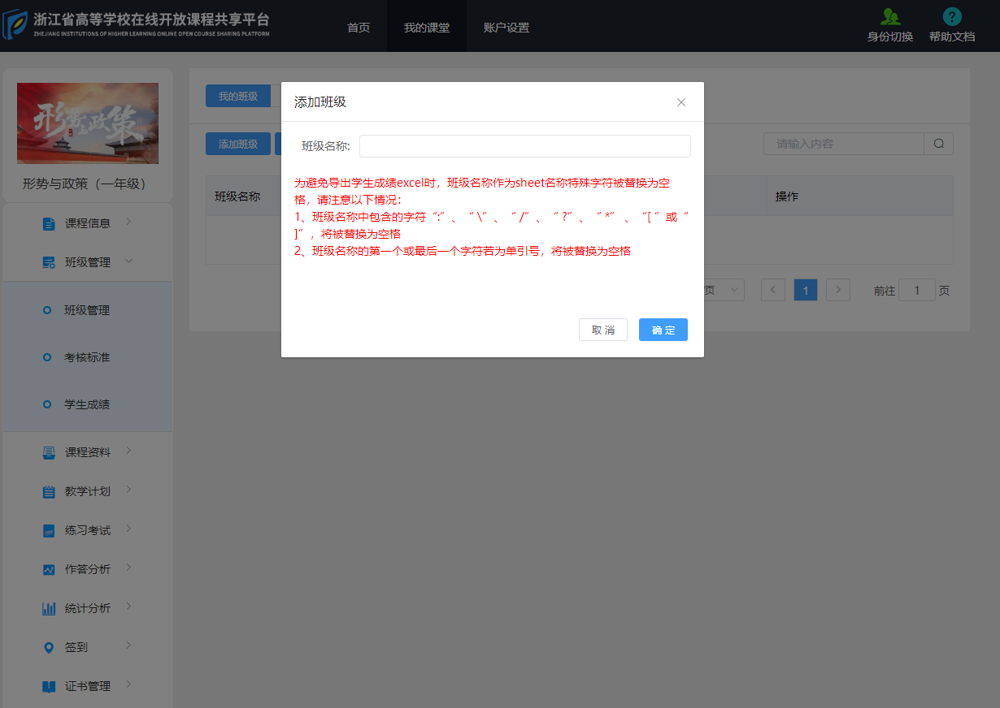 浙江省高等学校在线开放课程共享平台
ZHEJIANG INSTITUTIONS OF HIGHER LEARNING ONLINE OPEN COURSE SHARING PLATFORM
首页
我的课堂
账户设置
身份切换
帮助文档
形势与政策
形势与政策（一年级）
课程信息
班级管理
班级管理
考核标准
学生成绩
课程资料
教学计划
练习考试
作答分析
统计分析
签到
证书管理
我的班级
添加班级
请输入内容
班级名称
操作
页
1
前往 1 页
添加班级
班级名称:
为避免导出学生成绩excel时，班级名称作为sheet名称特殊字符被替换为空
格，请注意以下情况：
1、班级名称中包含的字符“:”、“ \”、“ /”、“ ?”、“ *” 、“[ ” 或 “
]”，将被替换为空格
2、班级名称的第一个或最后一个字符若为单引号，将被替换为空格
取 消
确 定